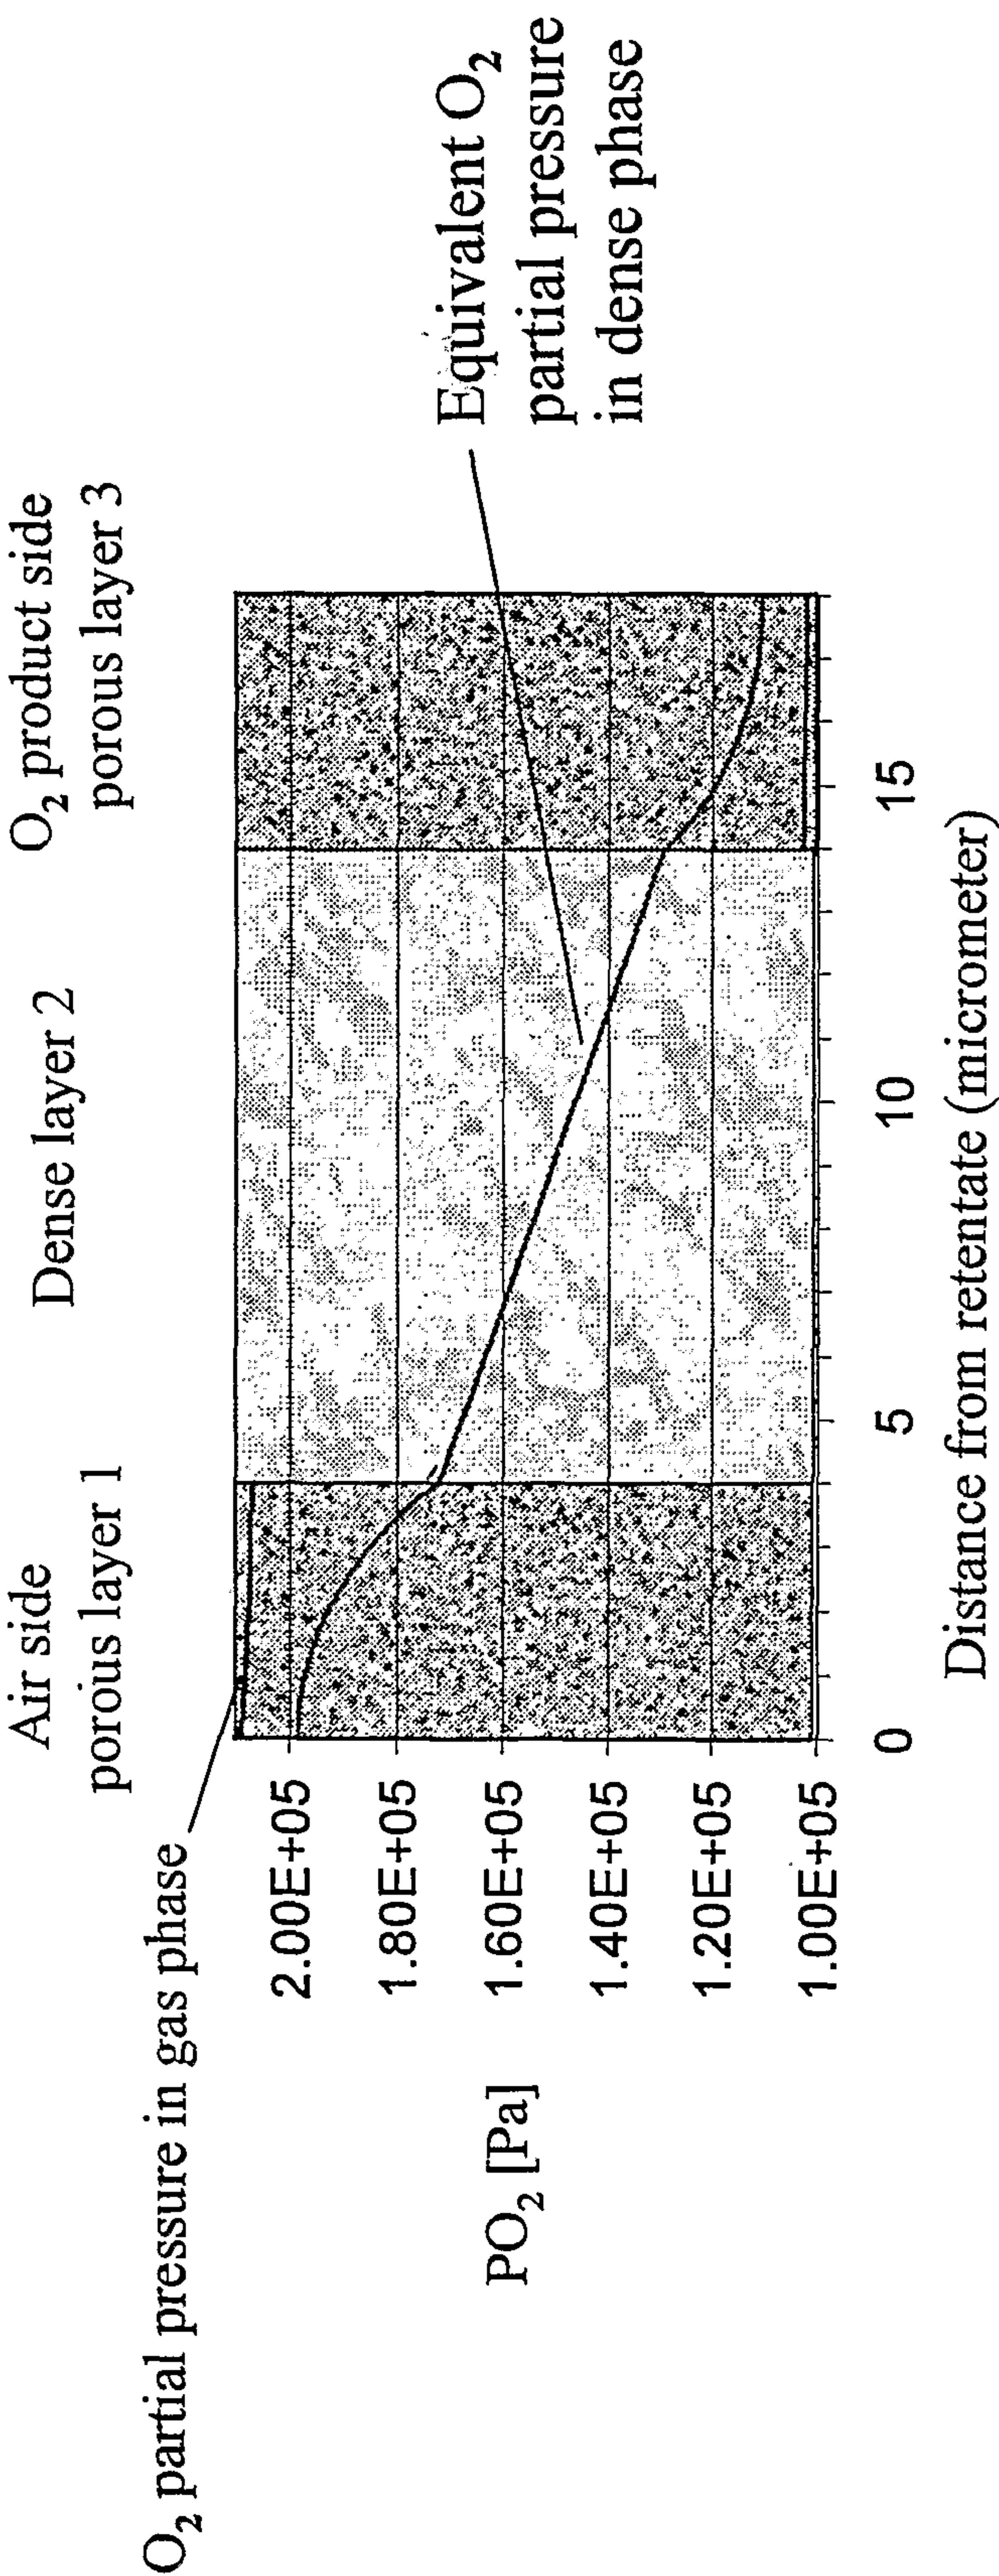 O₂ partial pressure in gas phase
Air side
porous layer 1
Dense layer 2
O₂ product side
porous layer 3
Equivalent O₂
partial pressure
in dense phase
PO₂ [Pa]
2.00E+05
1.80E+05
1.60E+05
1.40E+05
1.20E+05
1.00E+05
0
5
10
15
Distance from retentate (micrometer)